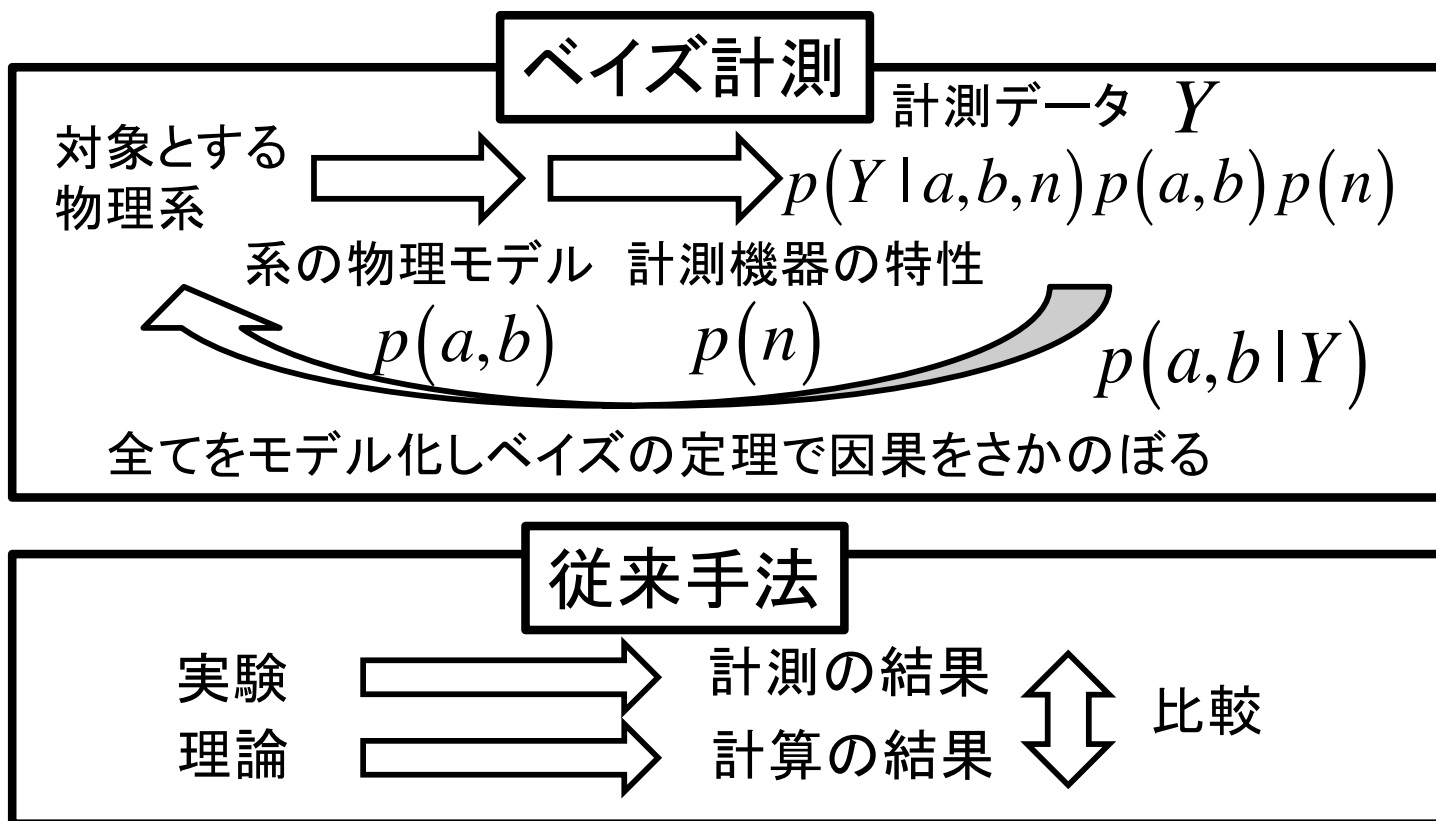 ベイズ計測
計測データ Y
対象とする
物理系
p(Y | a,b,n) p(a,b) p(n)
系の物理モデル 計測機器の特性
p(a,b) p(n)
p(a,b | Y)
全てをモデル化しベイズの定理で因果をさかのぼる
従来手法
実験 計測の結果
比較
理論 計算の結果